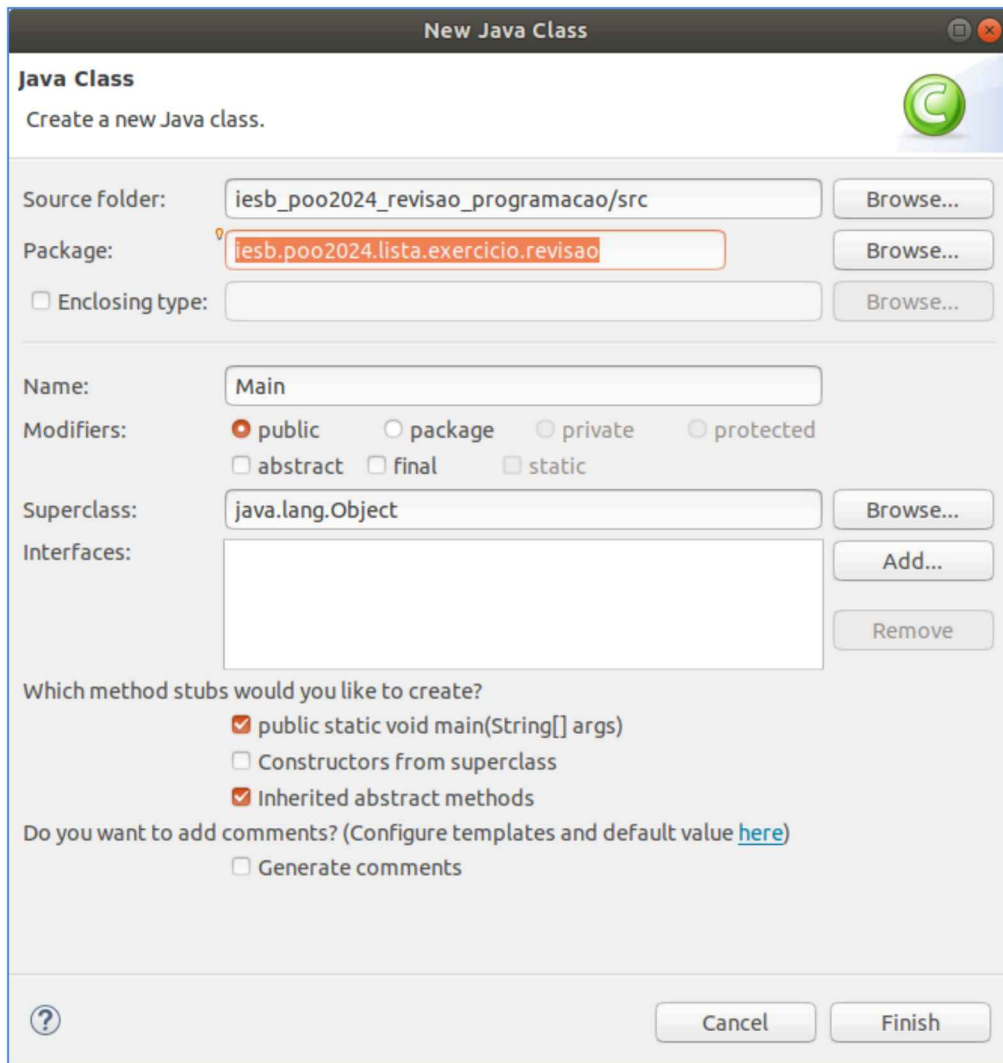 New Java Class
Java Class
Create a new Java class.
Source folder: iesb_poo2024_revisão_programacao/src Browse...
Package: iesb.poo2024.lista.exercicio.revisao Browse...
Enclosing type: Browse...
Name: Main
Modifiers: public package private protected
abstract final static
Superclass: java.lang.Object Browse...
Interfaces: Add...
Remove
Which method stubs would you like to create?
public static void main(String[] args)
Constructors from superclass
Inherited abstract methods
Do you want to add comments? (Configure templates and default value here)
Generate comments
Cancel Finish